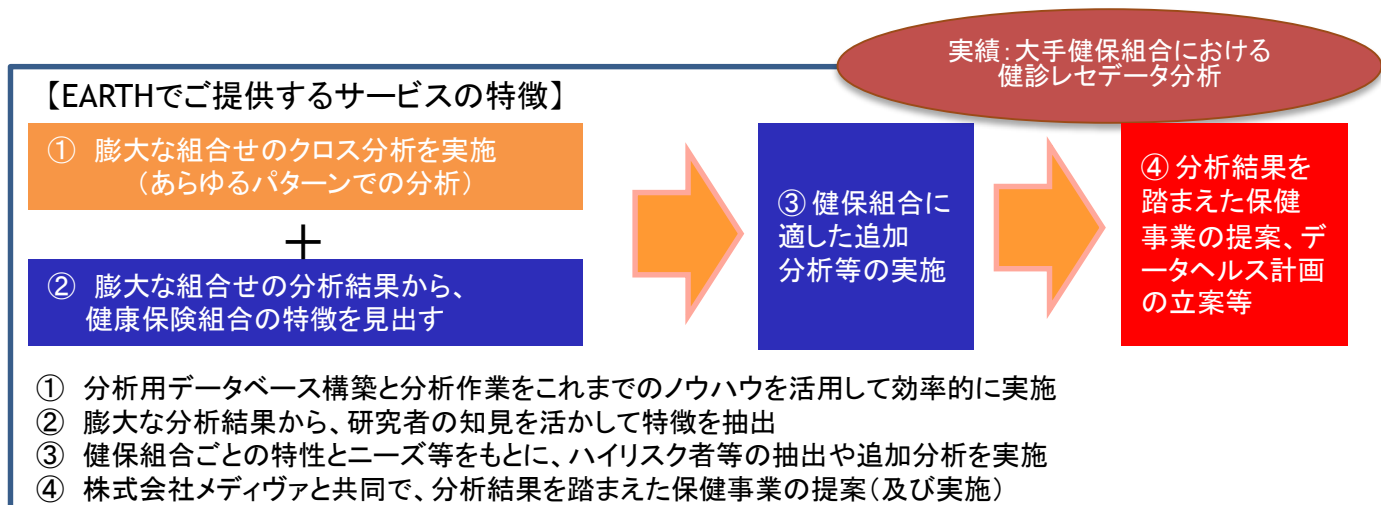 実績：大手健保組合における
健診レセデータ分析
【EARTHでご提供するサービスの特徴】
① 膨大な組合せのクロス分析を実施
（あらゆるパターンでの分析）
＋
② 膨大な組合せの分析結果から、
健康保険組合の特徴を見出す
③ 健保組合に
適した追加
分析等の実施
④ 分析結果を
踏まえた保健
事業の提案、デ
ータヘルス計画
の立案等
① 分析用データベース構築と分析作業をこれまでのノウハウを活用して効率的に実施
② 膨大な分析結果から、研究者の知見を活かして特徴を抽出
③ 健保組合ごとの特性とニーズ等をもとに、ハイリスク者等の抽出や追加分析を実施
④ 株式会社メディヴァと共同で、分析結果を踏まえた保健事業の提案（及び実施）